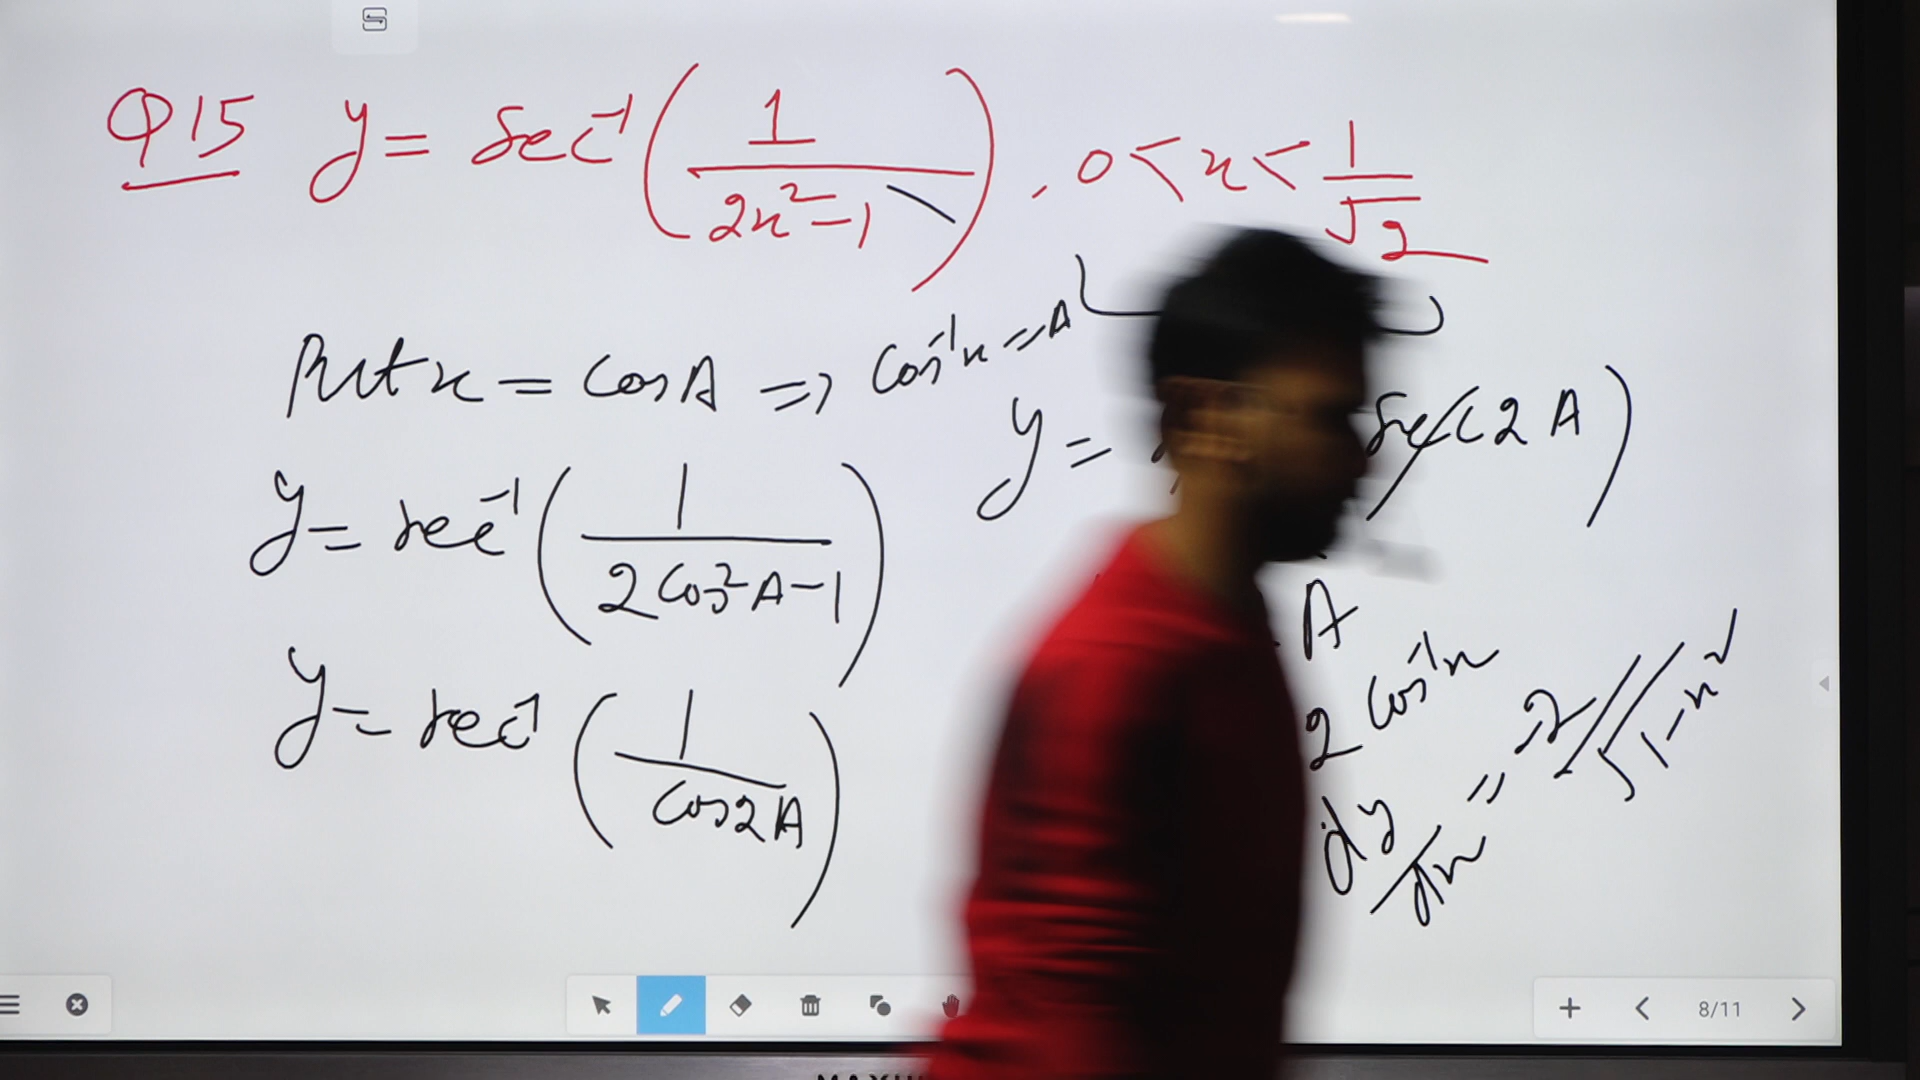 Q15 y = sec⁻¹(1/(2x²-1)), 0 < x < 1/√2
Put x = cosA => cos⁻¹x = A
y = sec⁻¹(1/(2cos²A-1))
y = sec⁻¹(1/cos2A)
y = sec(2A)
A
2 cos⁻¹x
dy/dx = -2/√1-x²
8/11